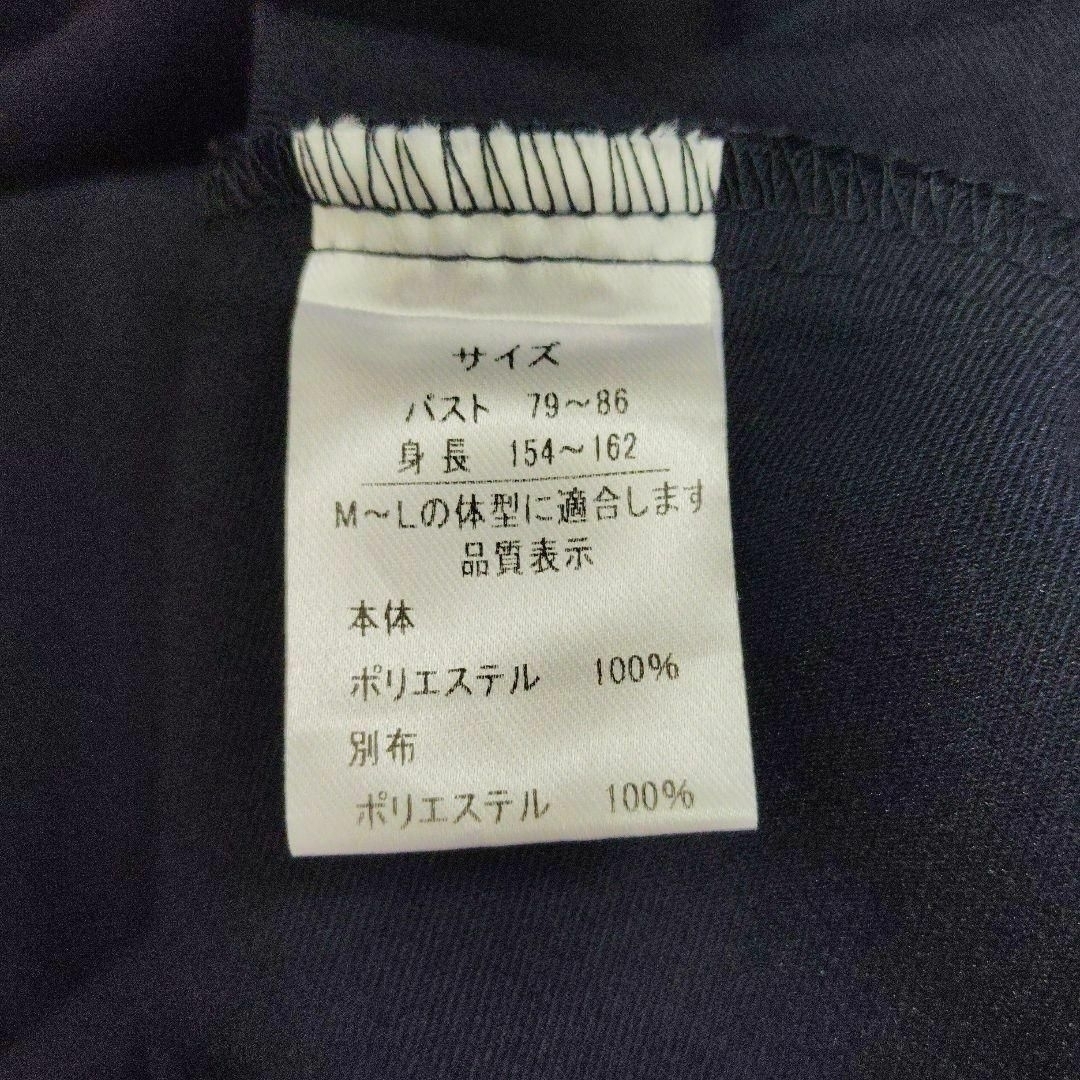 サイズ
バスト 79～86
身長 154～162
M～Lの体型に適合します
品質表示
本体
ポリエステル 100%
別布
ポリエステル 100%